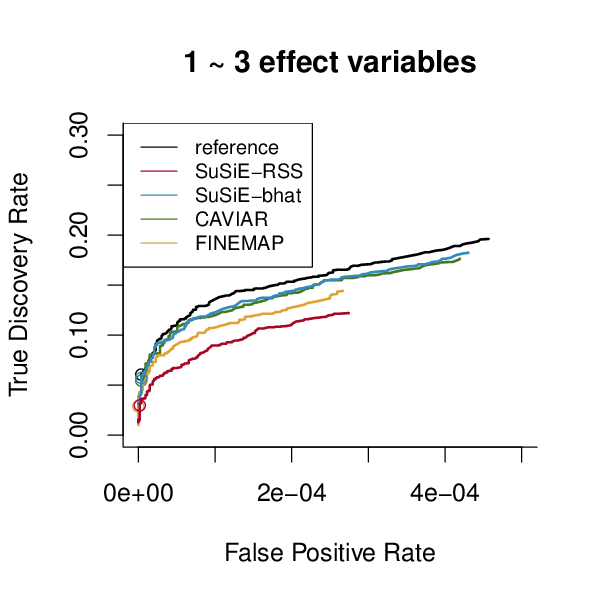 1 ~ 3 effect variables
reference
SuSiE−RSS
SuSiE−bhat
CAVIAR
FINEMAP
True Discovery Rate
0.30
0.20
0.10
0.00
0e+00 2e−04 4e−04
False Positive Rate